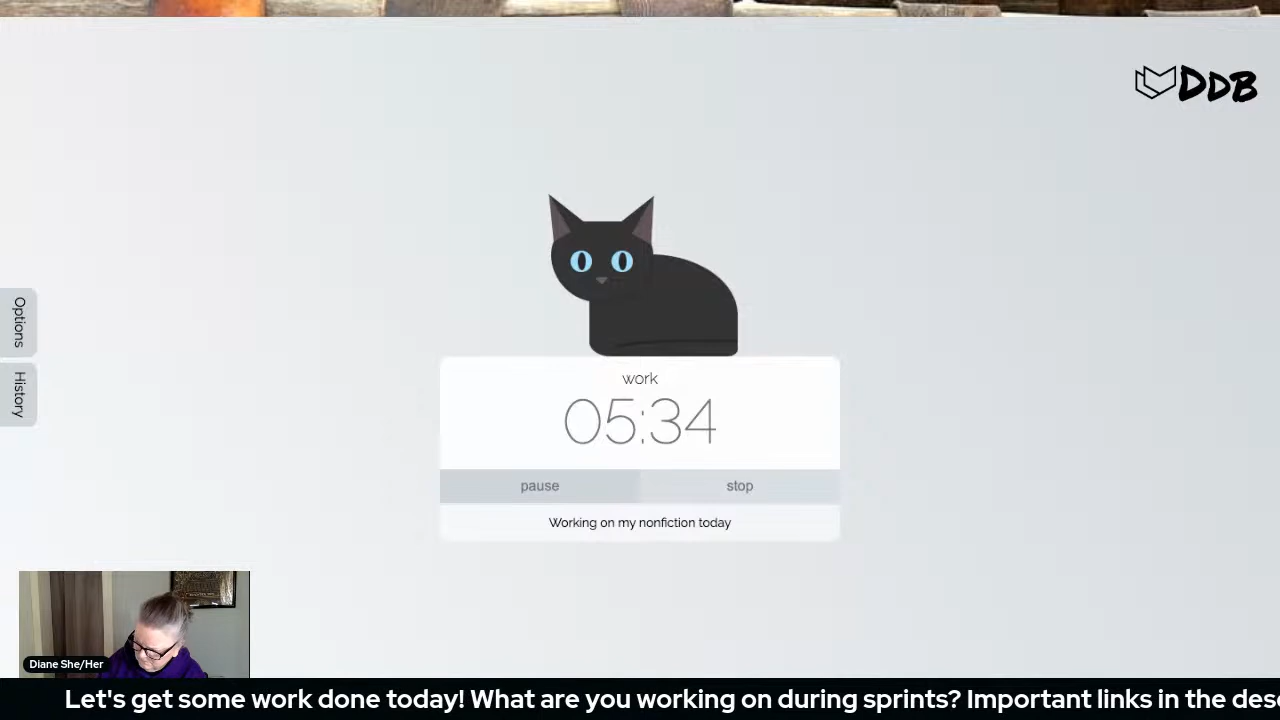 DDB
Options
History
work
05:34
pause
stop
Working on my nonfiction today
Diane She/Her
Let's get some work done today! What are you working on during sprints? Important links in the des